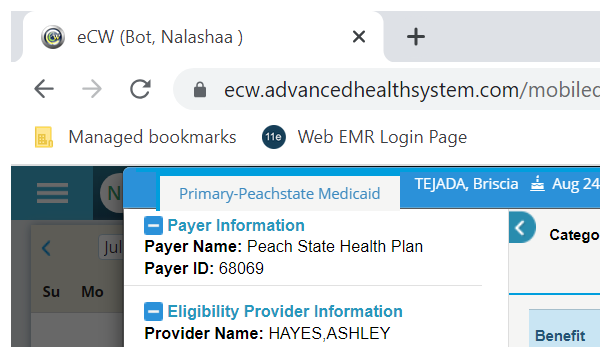 eCW (Bot, Nalashaa )
ecw.advancedhealthsystem.com/mobiledo
Managed bookmarks 11e Web EMR Login Page
TEJADA, Briscia Aug 24
Primary-Peachstate Medicaid
N
Payer Information
Catego
Payer Name: Peach State Health Plan
Jul
Payer ID: 68069
Su Mo
Eligibility Provider Information
Provider Name: HAYES,ASHLEY
Benefit